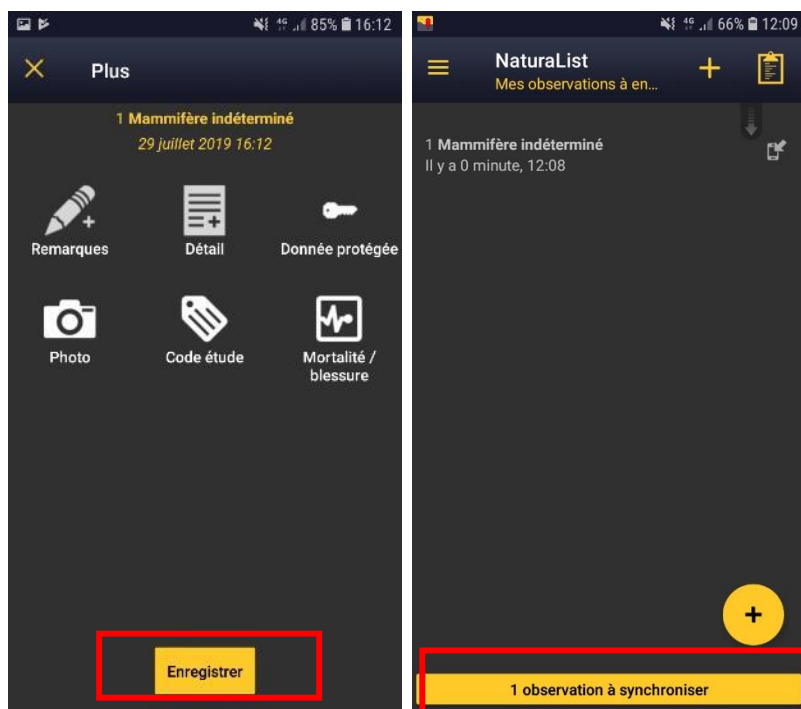 85% 16:12
Plus
1 Mammifère indéterminé
29 juillet 2019 16:12
Remarques
Détail
Donnée protégée
Photo
Code étude
Mortalité /
blessure
Enregistrer
4G 66% 12:09
NaturaList
Mes observations à en...
1 Mammifère indéterminé
Il y a 0 minute, 12:08
1 observation à synchroniser